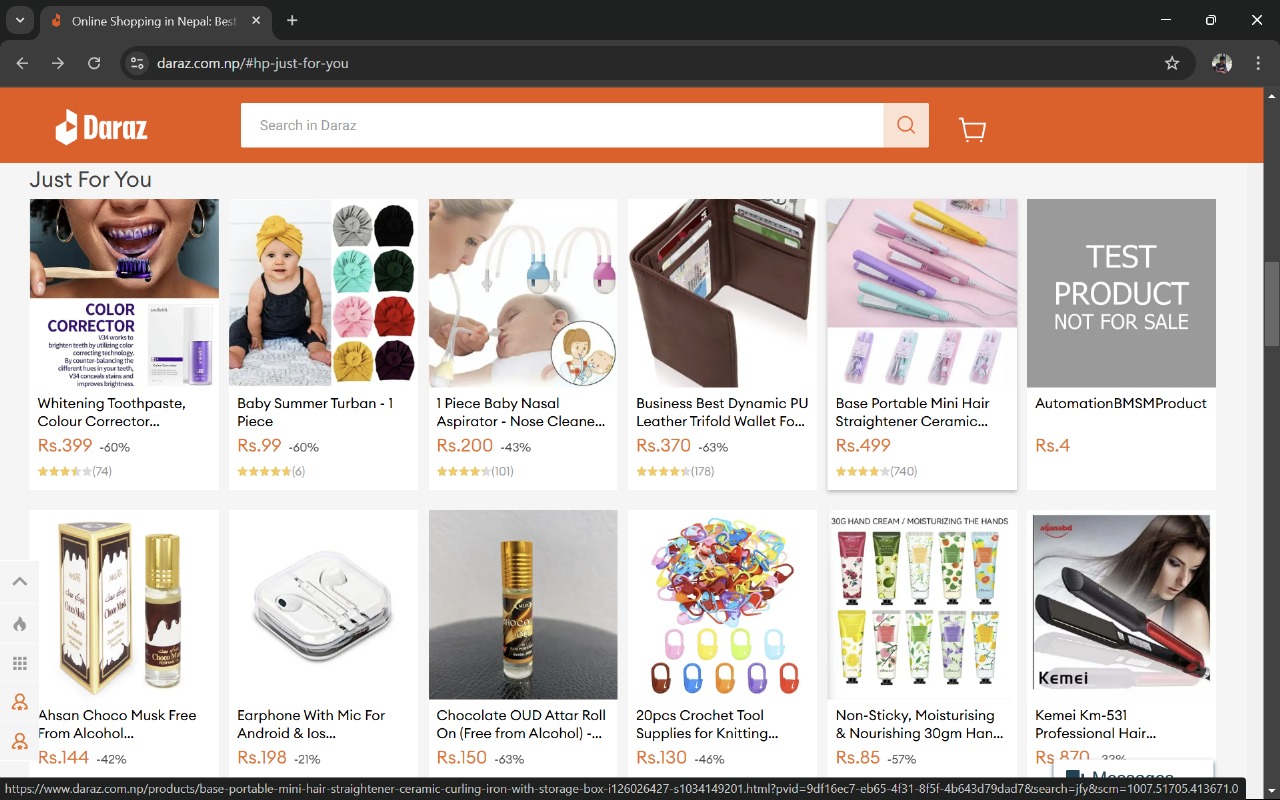 Online Shopping in Nepal: Best
daraz.com.np/#hp-just-for-you
Daraz
Search in Daraz
Just For You
COLOR
CORRECTOR
V34 works to
brighten teeth by utilizing color
correcting technology.
By counter-balancing the
different hues in your teeth,
V34 conceals stains and
improves brightness.
TEST
PRODUCT
NOT FOR SALE
Whitening Toothpaste,
Colour Corrector...
Rs.399 -60%
(74)
Baby Summer Turban - 1
Piece
Rs.99 -60%
(6)
1 Piece Baby Nasal
Aspirator - Nose Cleane...
Rs.200 -43%
(101)
Business Best Dynamic PU
Leather Trifold Wallet Fo...
Rs.370 -63%
(178)
Base Portable Mini Hair
Straightener Ceramic...
Rs.499
(740)
AutomationBMSMProduct
Rs.4
Choco Musk
Ahsan Choco Musk Free
From Alcohol...
Rs.144 -42%
Earphone With Mic For
Android & Ios...
Rs.198 -21%
Chocolate OUD Attar Roll
On (Free from Alcohol) -...
Rs.150 -63%
20pcs Crochet Tool
Supplies for Knitting...
Rs.130 -46%
30G HAND CREAM / MOISTURIZING THE HANDS
Non-Sticky, Moisturising
& Nourishing 30gm Han...
Rs.85 -57%
aljanabd
Kemei
Kemei Km-531
Professional Hair...
Rs.870 -33%
Messages
https://www.daraz.com.np/products/base-portable-mini-hair-straightener-ceramic-curling-iron-with-storage-box-i126026427-s1034149201.html?pvid=9df16ec7-eb65-4f31-8f5f-4b643d79dad7&search=jfy&scm=1007.51705.413671.0